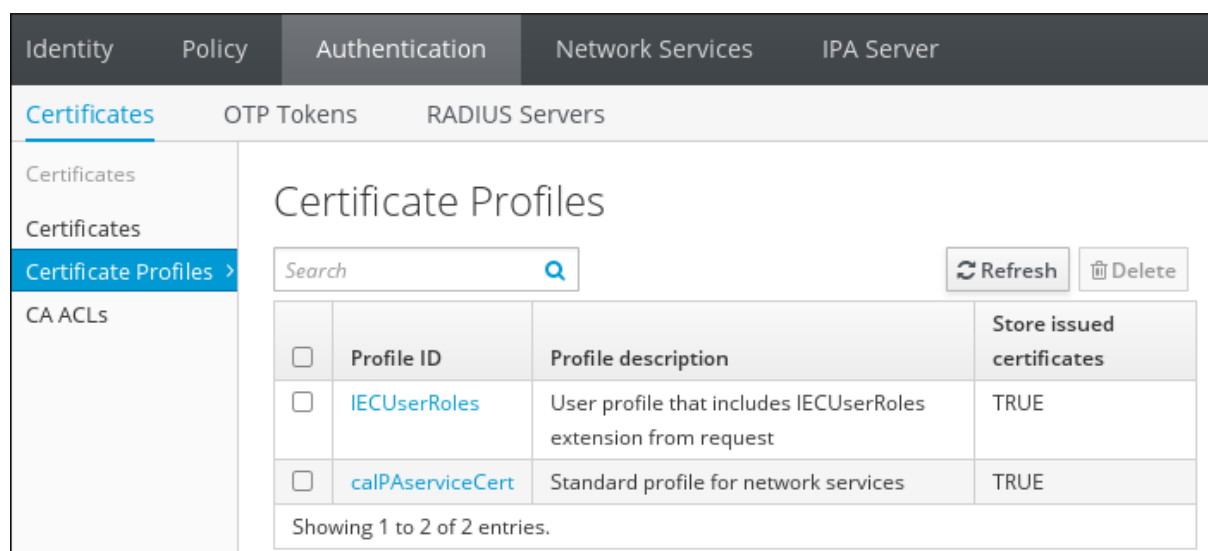 Identity Policy Authentication Network Services IPA Server
Certificates OTP Tokens RADIUS Servers
Certificates
Certificates
Certificate Profiles >
CA ACLs
Certificate Profiles
Search Refresh Delete
Profile ID Profile description Store issued certificates
IECUserRoles User profile that includes IECUserRoles TRUE
extension from request
caIPAserviceCert Standard profile for network services TRUE
Showing 1 to 2 of 2 entries.